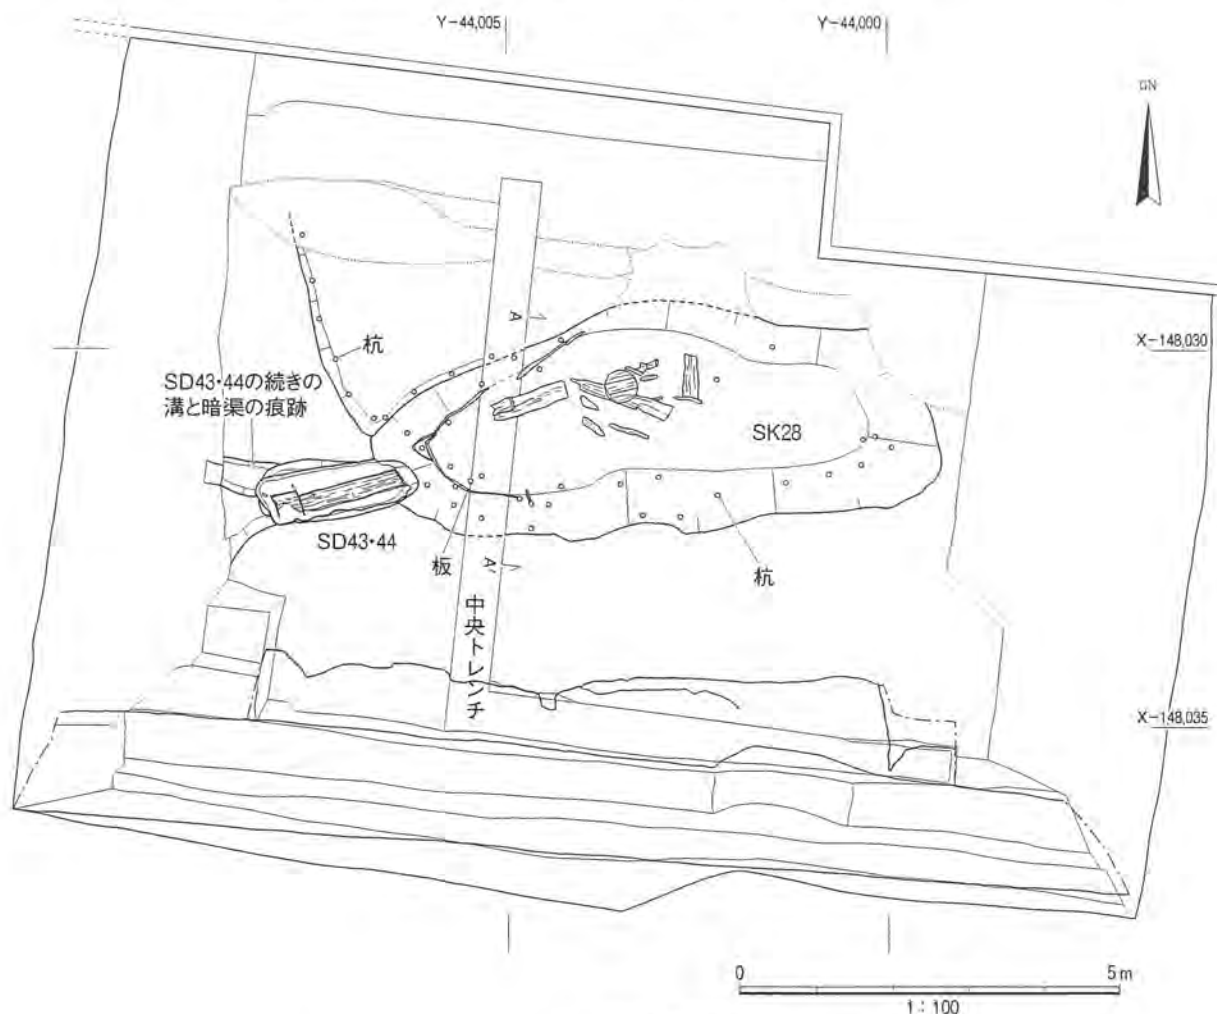 Y-44,005
Y-44,000
GN
X-148,030
A
杭
SD43・44の続きの
溝と暗渠の痕跡
SK28
SD43・44
板
A'
杭
中央トレンチ
X-148,035
0
5m
1:100